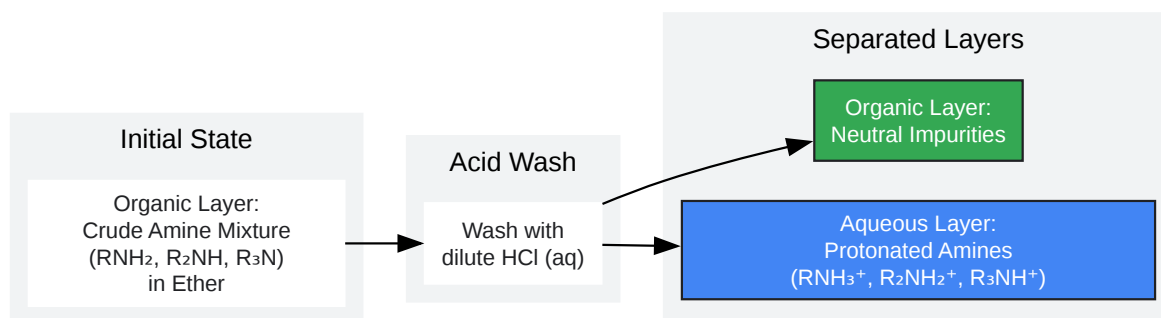 Initial State
Organic Layer:
Crude Amine Mixture
(RNH₂, R₂NH, R₃N)
in Ether
Acid Wash
Wash with
dilute HCl (aq)
Separated Layers
Organic Layer:
Neutral Impurities
Aqueous Layer:
Protonated Amines
(RNH₃⁺, R₂NH₂⁺, R₃NH⁺)